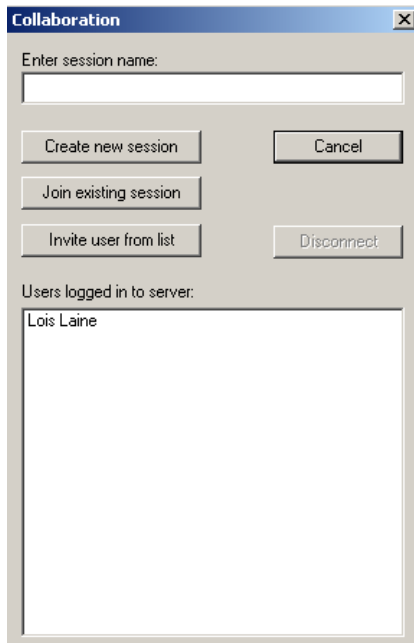 Collaboration
Enter session name:
Create new session
Cancel
Join existing session
Invite user from list
Disconnect
Users logged in to server:
Lois Laine